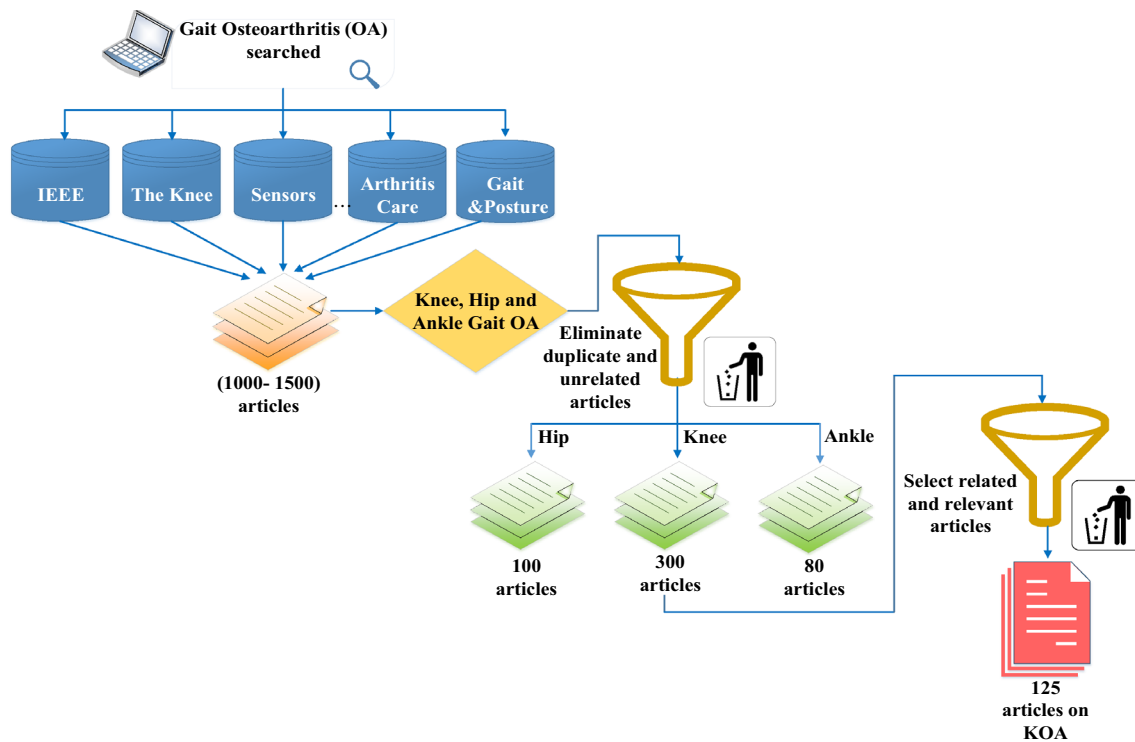 Gait Osteoarthritis (OA)
searched
IEEE
The Knee
Sensors
...
Arthritis
Care
Gait
&Posture
(1000- 1500)
articles
Knee, Hip and
Ankle Gait OA
Eliminate
duplicate and
unrelated
articles
Hip
Knee
Ankle
100
articles
300
articles
80
articles
Select related
and relevant
articles
125
articles on
KOA